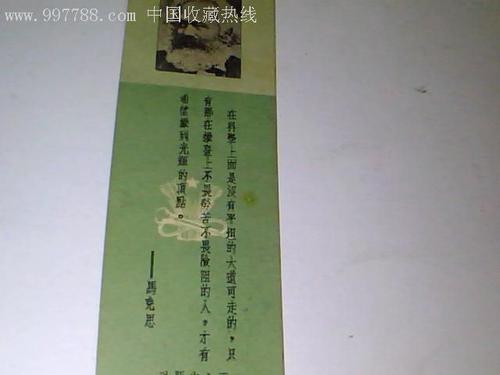 www.997788.com 中国收藏热线
在科學上面是沒有平坦的大道可走的，只
有那在攀登上不畏勞苦不畏險阻的人，才有
希望攀到光輝的頂點。
——馬克思